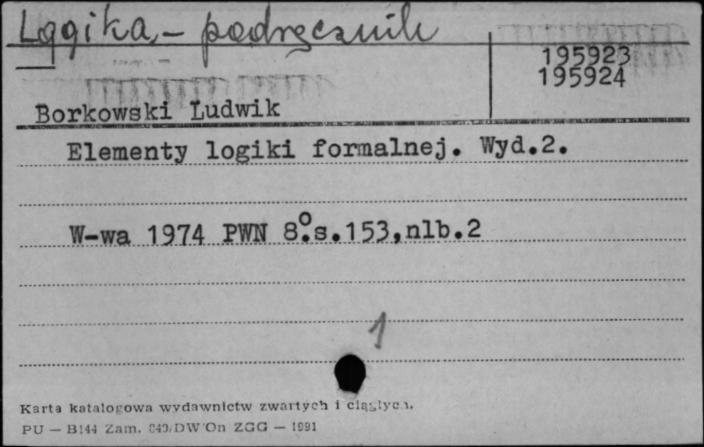 Logika – podręcznik
195923
195924
Borkowski Ludwik
Elementy logiki formalnej. Wyd.2.
W-wa 1974 PWN 8°.s.153,nlb.2
1
Karta katalogowa wydawnictw zwartych i ciągłych.
PU — B144 Zam. DW On ZGG — 1991